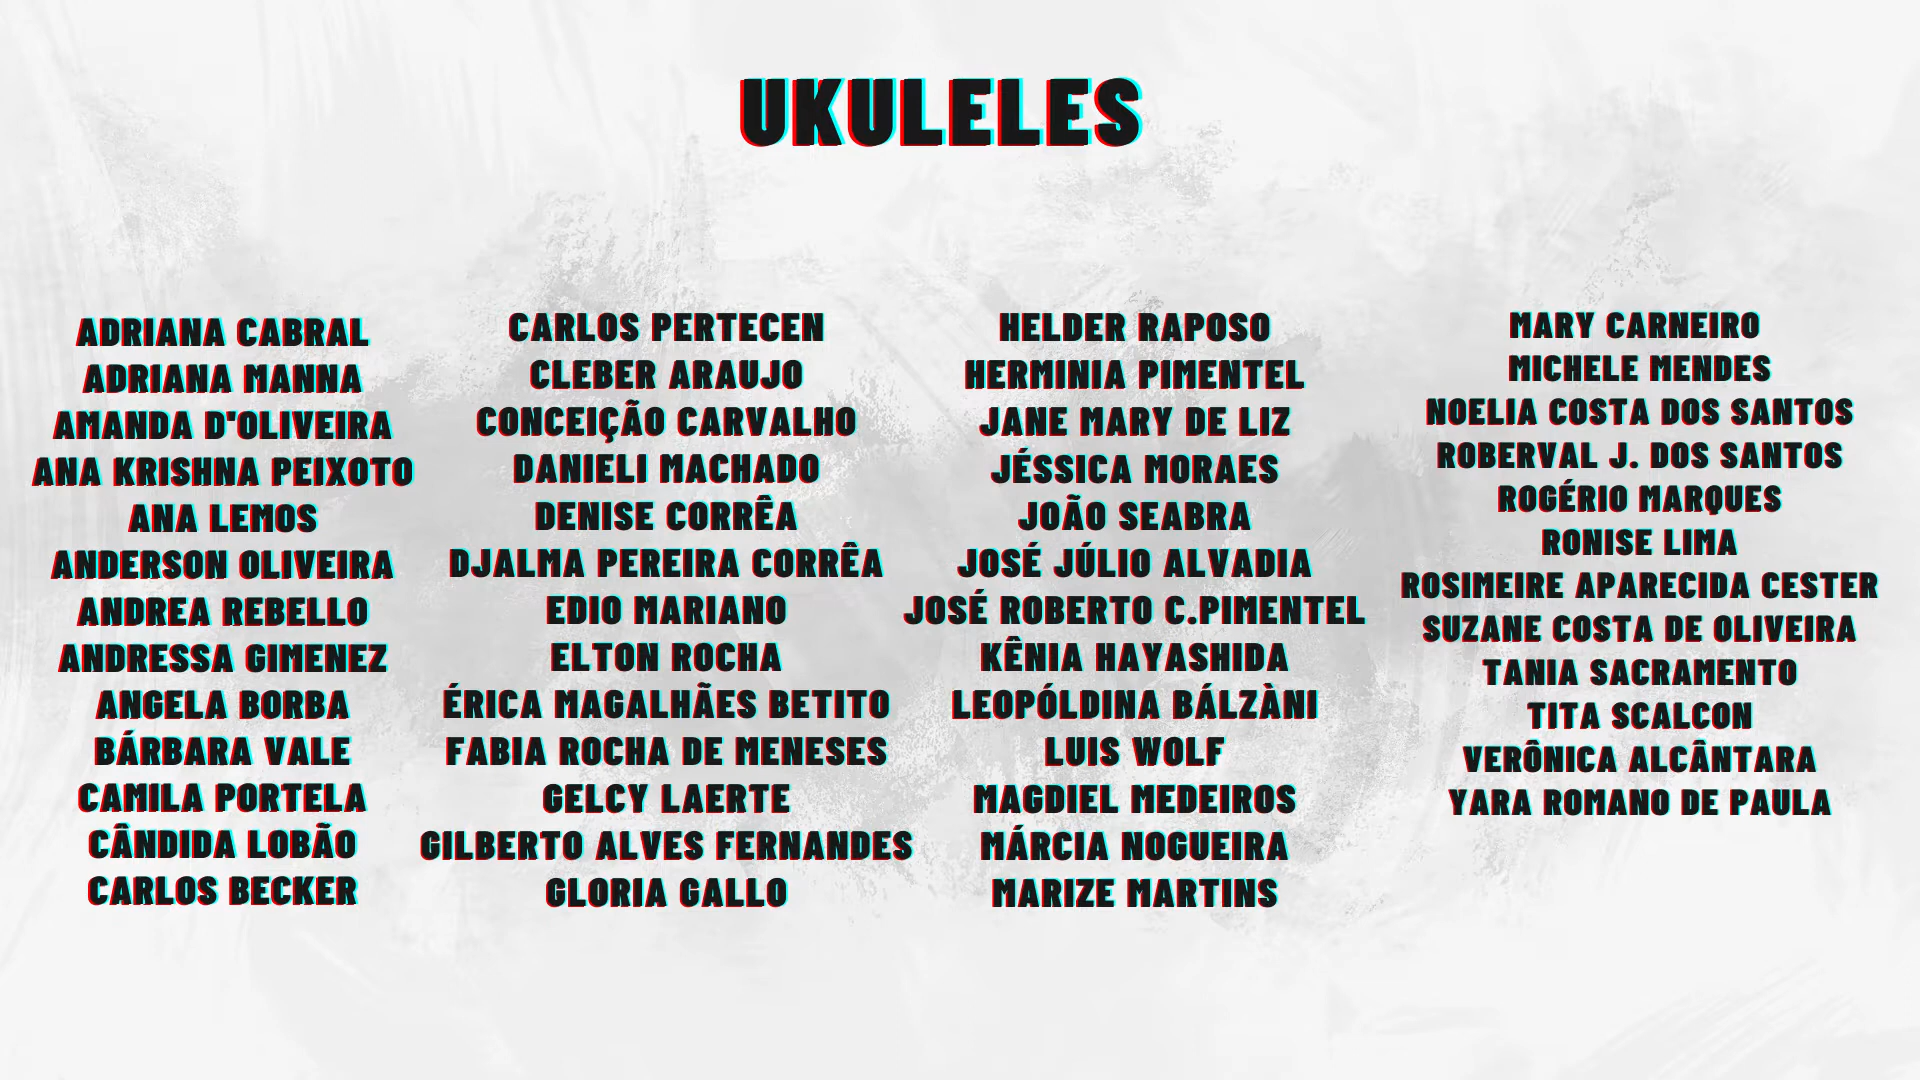 UKULELES
ADRIANA CABRAL
ADRIANA MANNA
AMANDA D'OLIVEIRA
ANA KRISHNA PEIXOTO
ANA LEMOS
ANDERSON OLIVEIRA
ANDREA REBELLO
ANDRESSA GIMENEZ
ANGELA BORBA
BÁRBARA VALE
CAMILA PORTELA
CÂNDIDA LOBÃO
CARLOS BECKER
CARLOS PERTECEN
CLEBER ARAUJO
CONCEIÇÃO CARVALHO
DANIELI MACHADO
DENISE CORRÊA
DJALMA PEREIRA CORRÊA
EDIO MARIANO
ELTON ROCHA
ÉRICA MAGALHÃES BETITO
FABIA ROCHA DE MENESES
GELCY LAERTE
GILBERTO ALVES FERNANDES
GLORIA GALLO
HELDER RAPOSO
HERMINIA PIMENTEL
JANE MARY DE LIZ
JÉSSICA MORAES
JOÃO SEABRA
JOSÉ JÚLIO ALVADIA
JOSÉ ROBERTO C.PIMENTEL
KÊNIA HAYASHIDA
LEOPÓLDINA BÁLZÀNI
LUIS WOLF
MAGDIEL MEDEIROS
MÁRCIA NOGUEIRA
MARIZE MARTINS
MARY CARNEIRO
MICHELE MENDES
NOELIA COSTA DOS SANTOS
ROBERVAL J. DOS SANTOS
ROGÉRIO MARQUES
RONISE LIMA
ROSIMEIRE APARECIDA CESTER
SUZANE COSTA DE OLIVEIRA
TANIA SACRAMENTO
TITA SCALCON
VERÔNICA ALCÂNTARA
YARA ROMANO DE PAULA